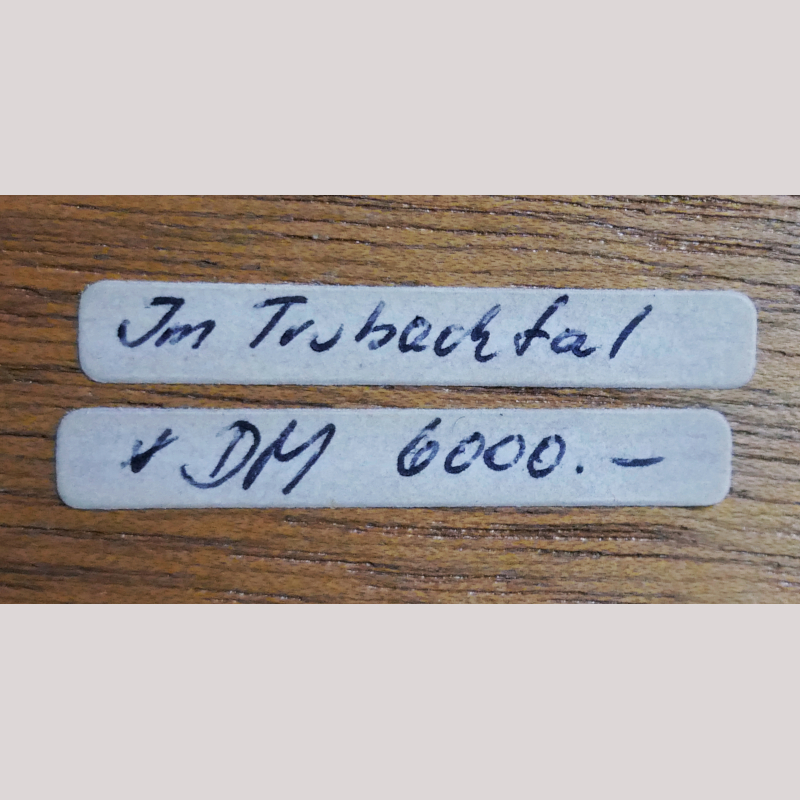 Im Trubachtal
* DM 6000.-